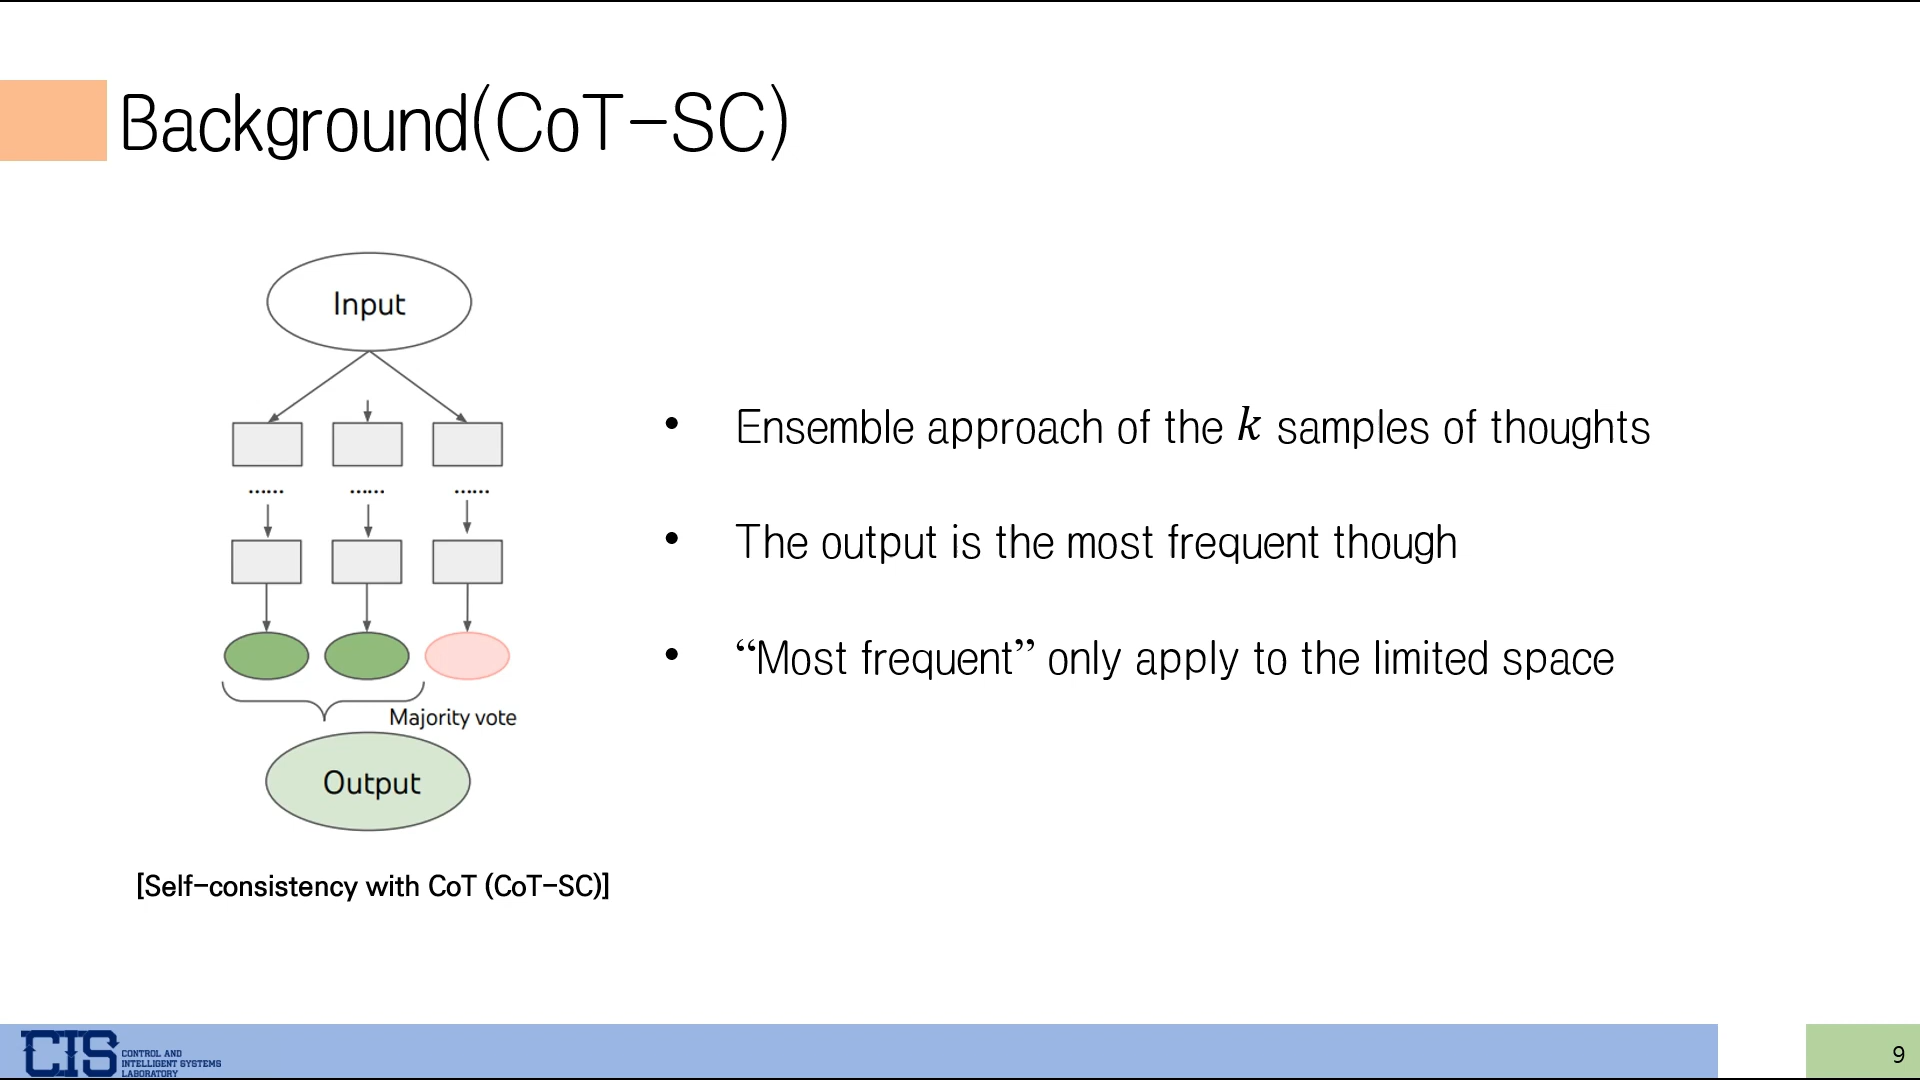 Background(CoT-SC)
Input
......
......
......
Majority vote
Output
[Self-consistency with CoT (CoT-SC)]
• Ensemble approach of the k samples of thoughts
• The output is the most frequent though
• “Most frequent” only apply to the limited space
CIS
CONTROL AND
INTELLIGENT SYSTEMS
LABORATORY
9